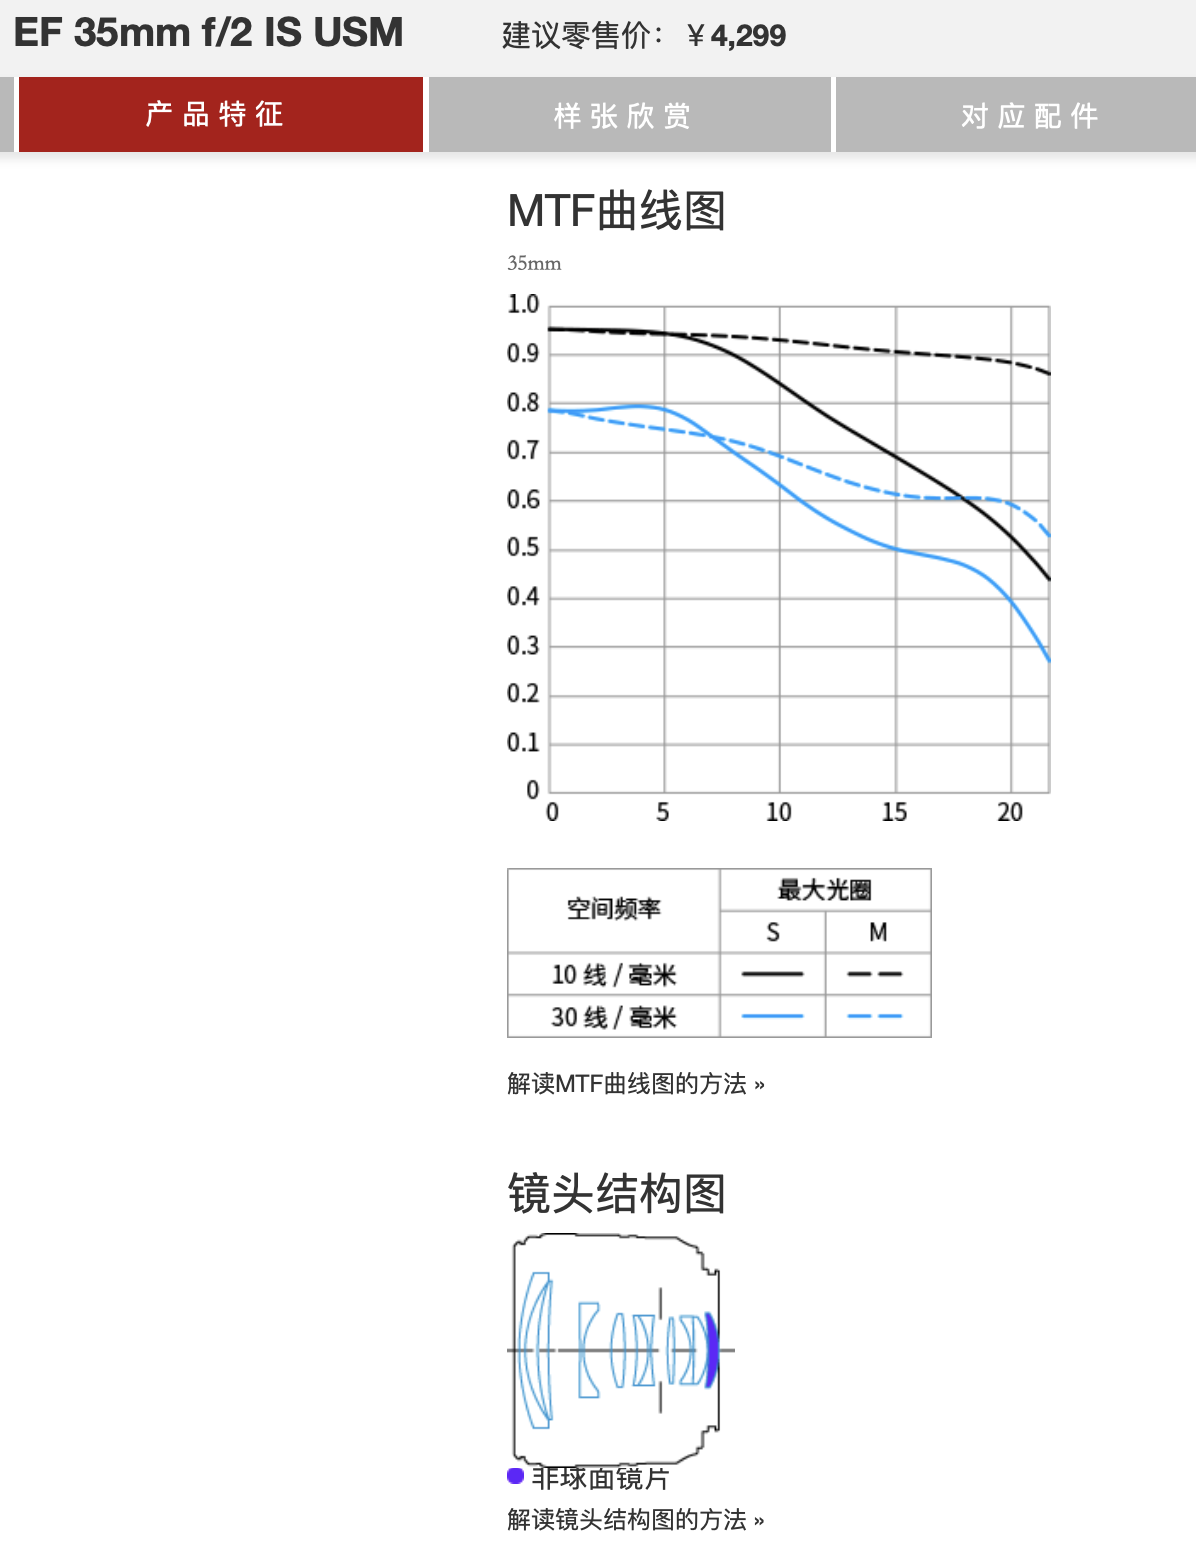 EF 35mm f/2 IS USM 建议零售价：￥4,299
产品特征 样张欣赏 对应配件
MTF曲线图
35mm
1.0
0.9
0.8
0.7
0.6
0.5
0.4
0.3
0.2
0.1
0
0 5 10 15 20
空间频率 最大光圈
S M
10 线 / 毫米
30 线 / 毫米
解读MTF曲线图的方法 »
镜头结构图
非球面镜片
解读镜头结构图的方法 »